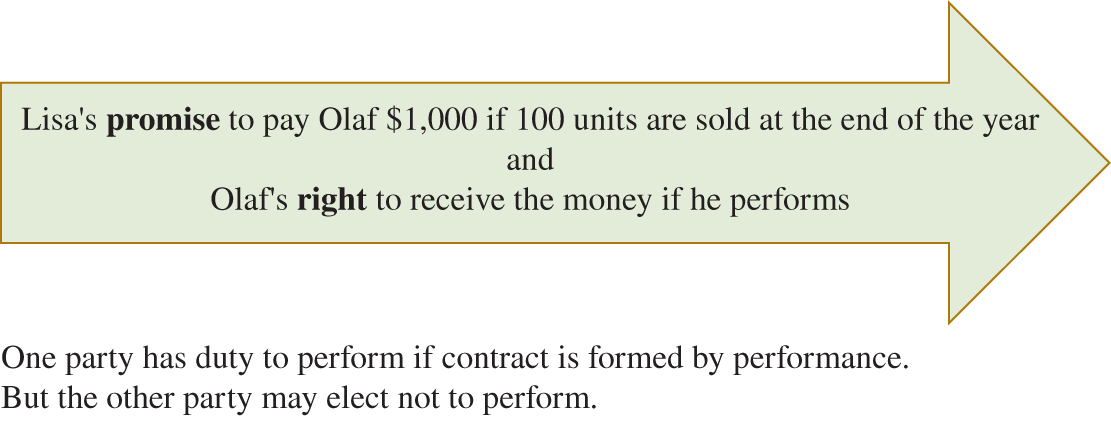 Lisa's promise to pay Olaf $1,000 if 100 units are sold at the end of the year
and
Olaf's right to receive the money if he performs
One party has duty to perform if contract is formed by performance.
But the other party may elect not to perform.